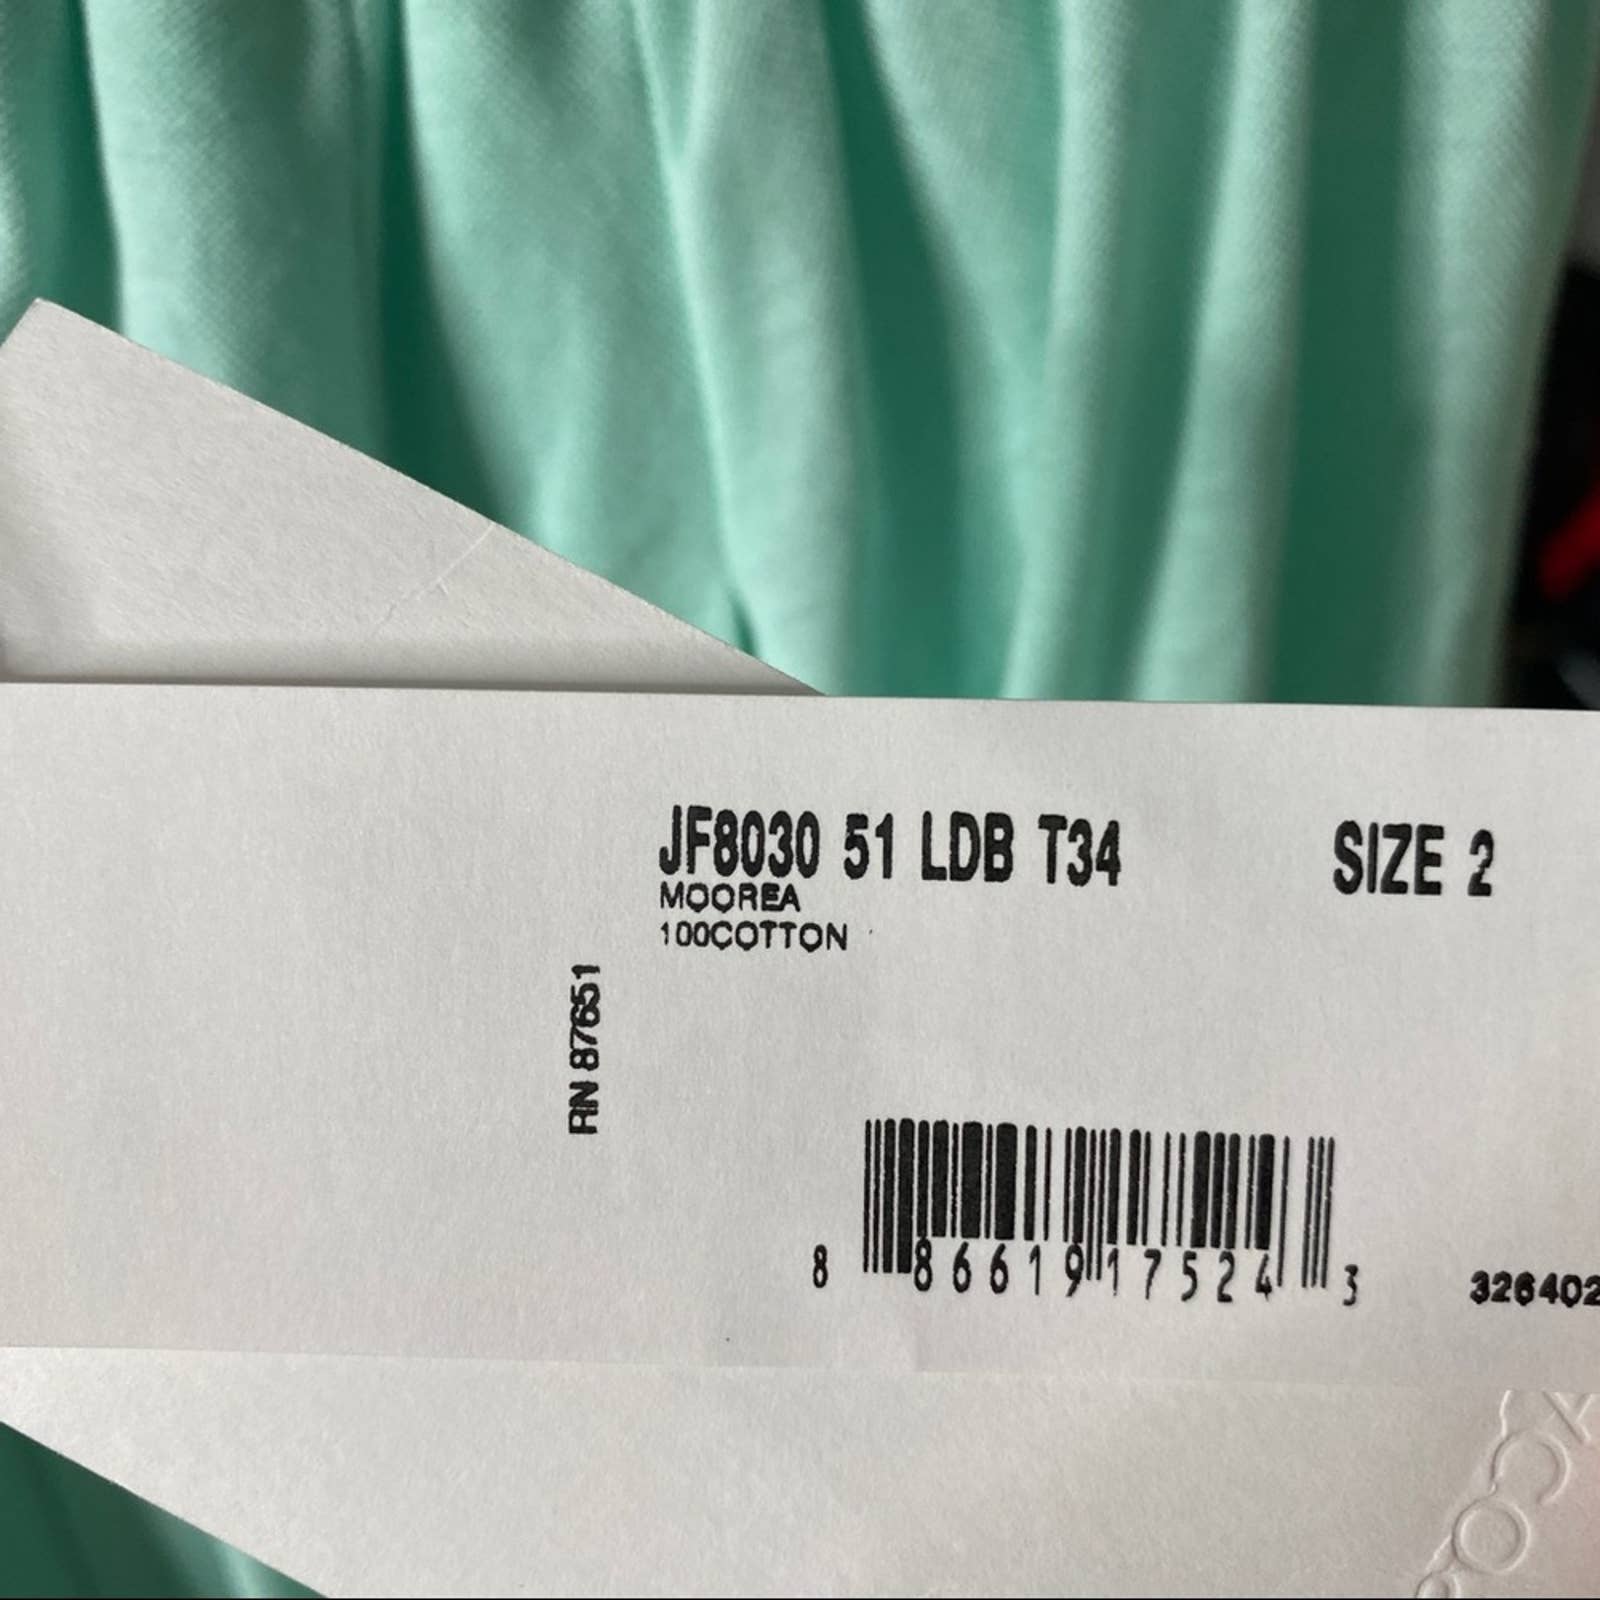 JF8030 51 LDB T34 SIZE 2
MOOREA
100COTTON
RN 87651
8 86619 17524 3
326402